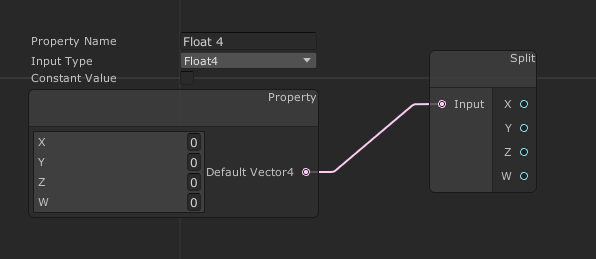 Property Name Float 4
Input Type Float4
Constant Value
Property
X 0
Y 0
Z 0
W 0
Default Vector4
Split
Input
X
Y
Z
W